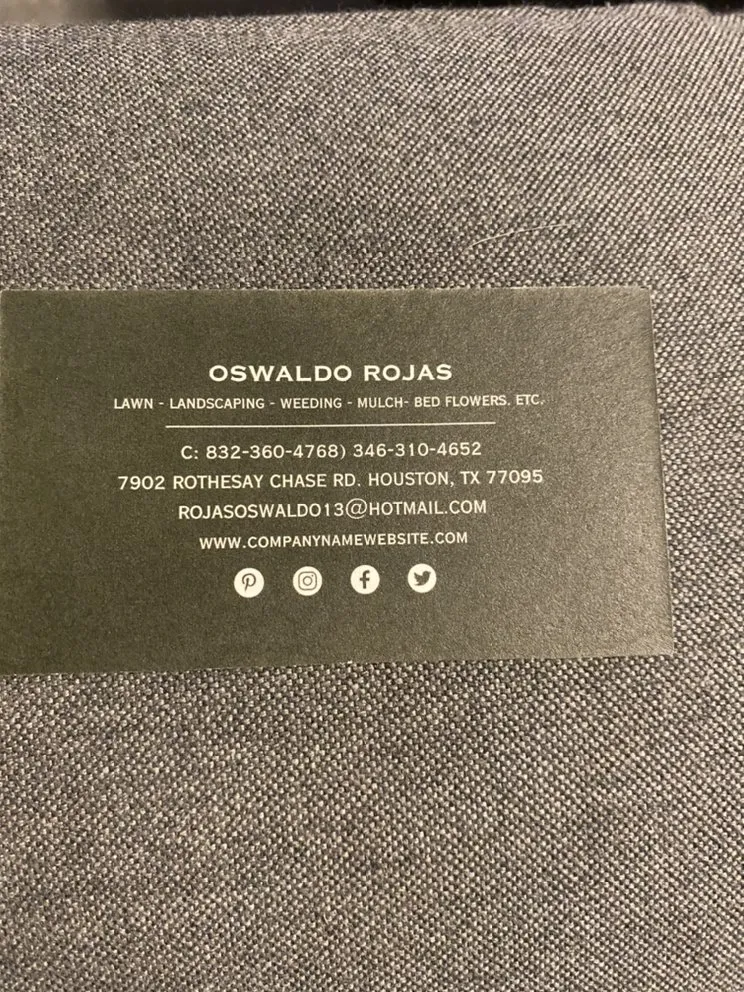 OSWALDO ROJAS
LAWN - LANDSCAPING - WEEDING - MULCH- BED FLOWERS. ETC.
C: 832-360-4768) 346-310-4652
7902 ROTHESAY CHASE RD. HOUSTON, TX 77095
ROJASOSWALDO13@HOTMAIL.COM
WWW.COMPANYNAMEWEBSITE.COM